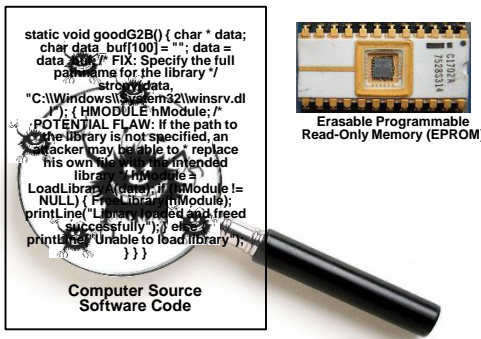 static void goodG2B() { char * data;
char data_buf[100] = ""; data =
data_buf; /* FIX: Specify the full
pathname for the library */
strcpy(data,
"C:\\Windows\\System32\\winsrv.dl
l"); { HMODULE hModule; /*
POTENTIAL FLAW: If the path to
the library is not specified, an
attacker may be able to * replace
his own file with the intended
library */ hModule =
LoadLibraryA(data); if (hModule !=
NULL) { FreeLibrary(hModule);
printLine("Library loaded and freed
successfully"); } else {
printLine("Unable to load library");
} } }
Computer Source
Software Code
C1702A
7528S314
Erasable Programmable
Read-Only Memory (EPROM)